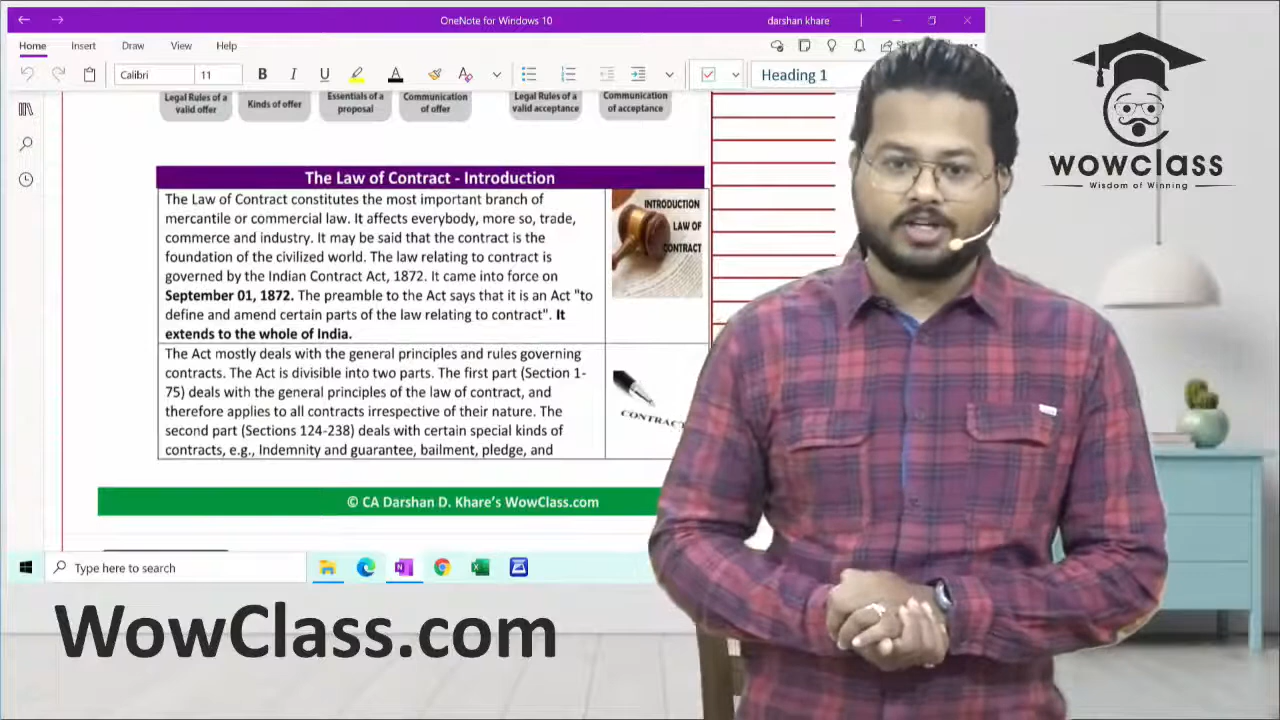 OneNote for Windows 10
darshan khare
Home Insert Draw View Help
Calibri 11 B I U A Heading 1
Legal Rules of a valid offer
Kinds of offer
Essentials of a proposal
Communication of offer
Legal Rules of a valid acceptance
Communication of acceptance
The Law of Contract - Introduction
The Law of Contract constitutes the most important branch of
mercantile or commercial law. It affects everybody, more so, trade,
commerce and industry. It may be said that the contract is the
foundation of the civilized world. The law relating to contract is
governed by the Indian Contract Act, 1872. It came into force on
September 01, 1872. The preamble to the Act says that it is an Act "to
define and amend certain parts of the law relating to contract". It
extends to the whole of India.
INTRODUCTION
LAW OF
CONTRACT
The Act mostly deals with the general principles and rules governing
contracts. The Act is divisible into two parts. The first part (Section 1-
75) deals with the general principles of the law of contract, and
therefore applies to all contracts irrespective of their nature. The
second part (Sections 124-238) deals with certain special kinds of
contracts, e.g., Indemnity and guarantee, bailment, pledge, and
CONTRACT
© CA Darshan D. Khare's WowClass.com
Type here to search
WowClass.com
wowclass
Wisdom of Winning